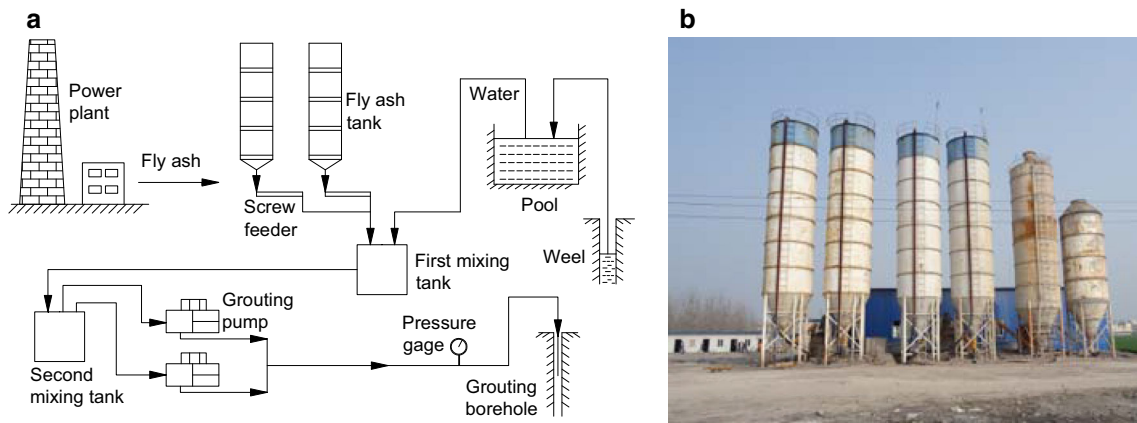 a
Power
plant
Fly ash
Fly ash
tank
Screw
feeder
Water
Pool
Weel
First mixing
tank
Grouting
pump
Second
mixing tank
Pressure
gage
Grouting
borehole
b